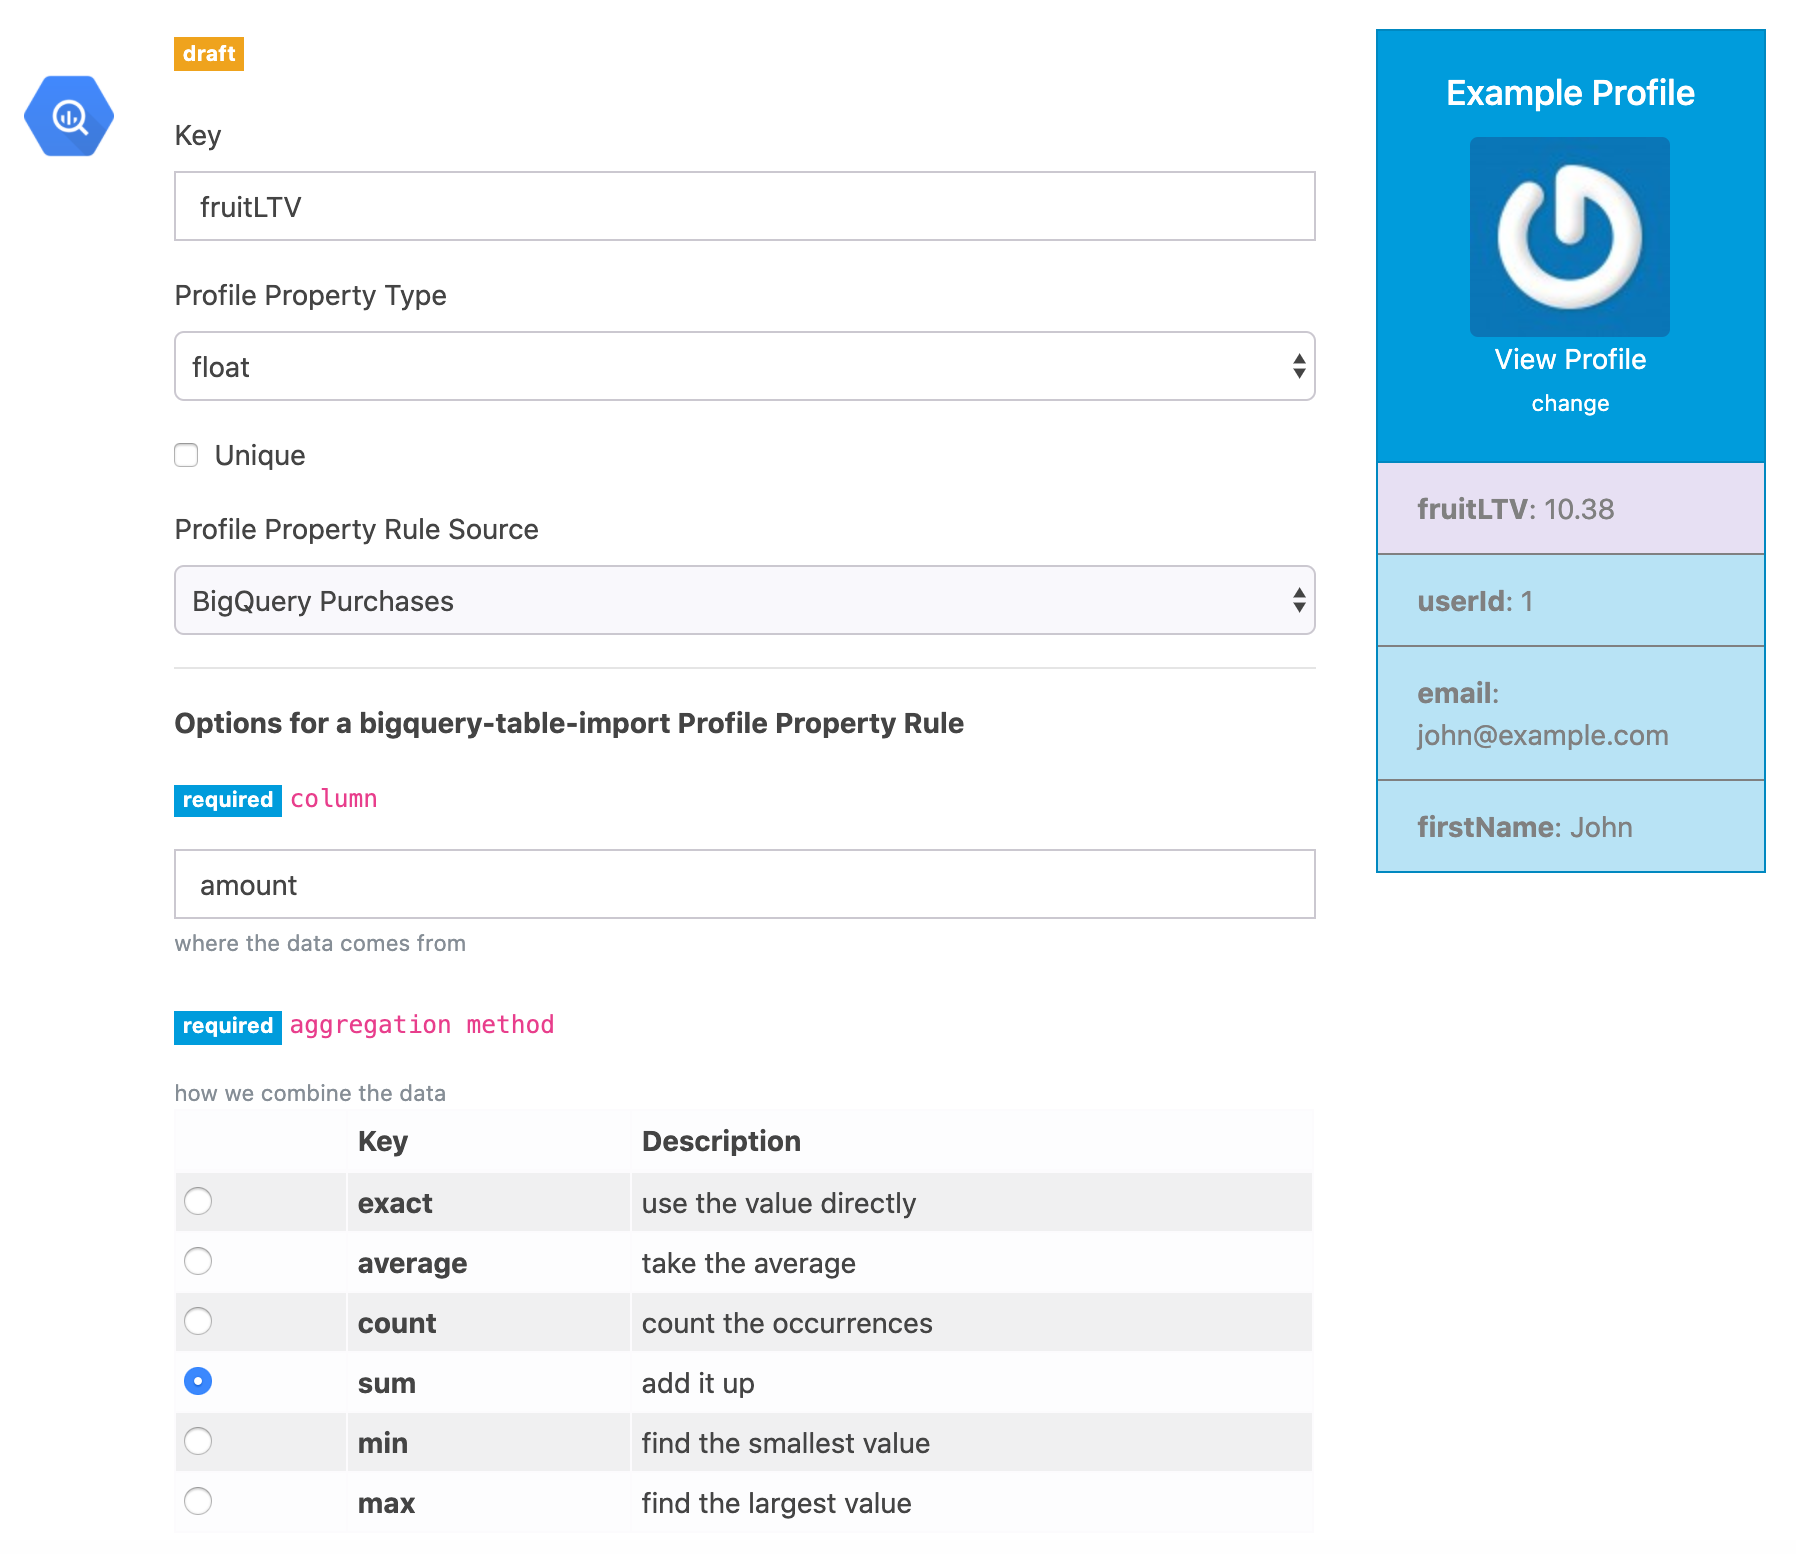 draft
Key
fruitLTV
Profile Property Type
float
Unique
Profile Property Rule Source
BigQuery Purchases
Options for a bigquery-table-import Profile Property Rule
required column
amount
where the data comes from
required aggregation method
how we combine the data
Key Description
exact use the value directly
average take the average
count count the occurrences
sum add it up
min find the smallest value
max find the largest value
Example Profile
View Profile
change
fruitLTV: 10.38
userId: 1
email:
john@example.com
firstName: John